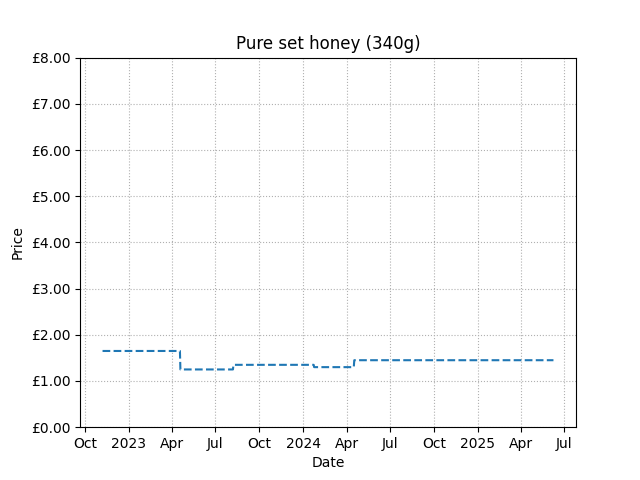 Pure set honey (340g)
£8.00
£7.00
£6.00
£5.00
£4.00
£3.00
£2.00
£1.00
£0.00
Price
Oct 2023 Apr Jul Oct 2024 Apr Jul Oct 2025 Apr Jul
Date